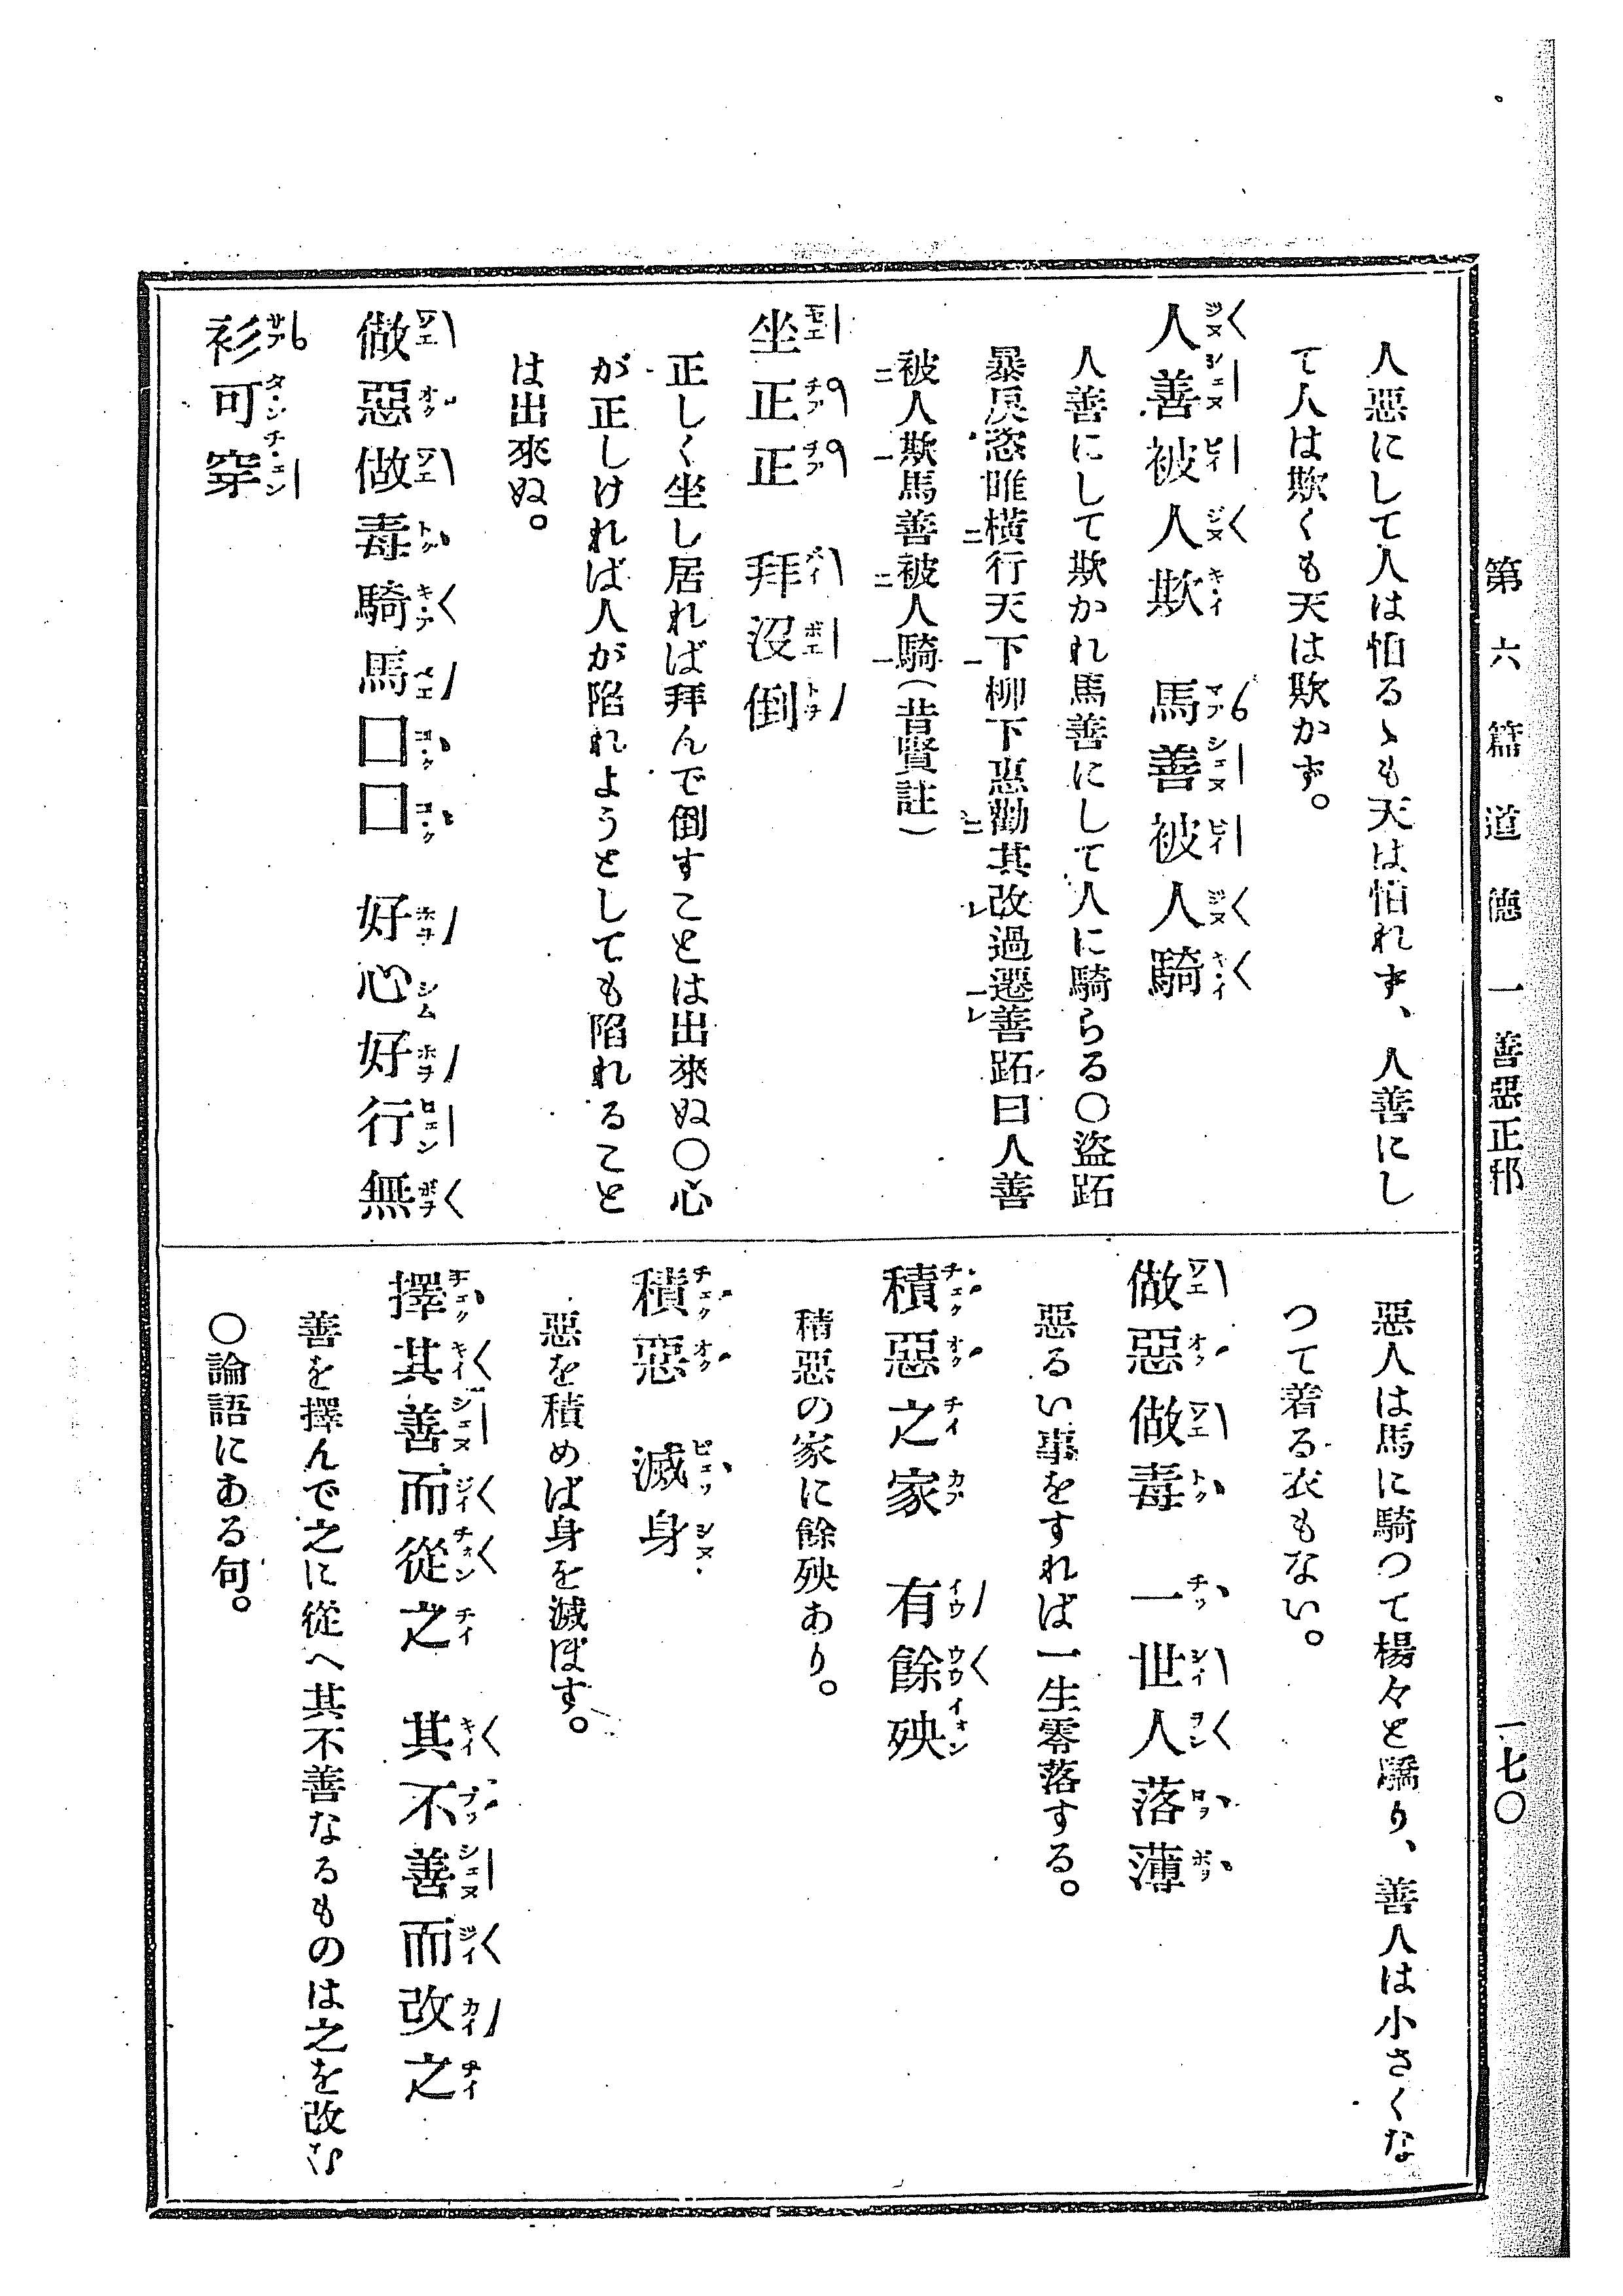 第六篇 道德 一 善惡正邪
一七〇
人惡にして人は怕るゝも天は怕れず、人善にし
て人は欺くも天は欺かず。
人善被人欺 馬善被人騎
人善にして欺かれ馬善にして人に騎らる〇盜跖
暴戾恣睢橫行天下柳下惠勸其改過遷善跖曰人善
被人欺馬善被人騎(昔賢註)
坐正正 拜沒倒
正しく坐し居れば拜んで倒すことは出來ぬ〇心
が正しければ人が陷れようとしても陷れること
は出來ぬ。
做惡做毒騎馬囗囗 好心好行無
衫可穿
惡人は馬に騎つて楊々と驕り、善人は小さくな
つて着る衣もない。
做惡做毒 一世人落薄
惡るい事をすれば一生零落する。
積惡之家 有餘殃
積惡の家に餘殃あり。
積惡 滅身
惡を積めば身を滅ぼす。
擇其善而從之 其不善而改之
善を擇んで之に從へ其不善なるものは之を改む
〇論語にある句。